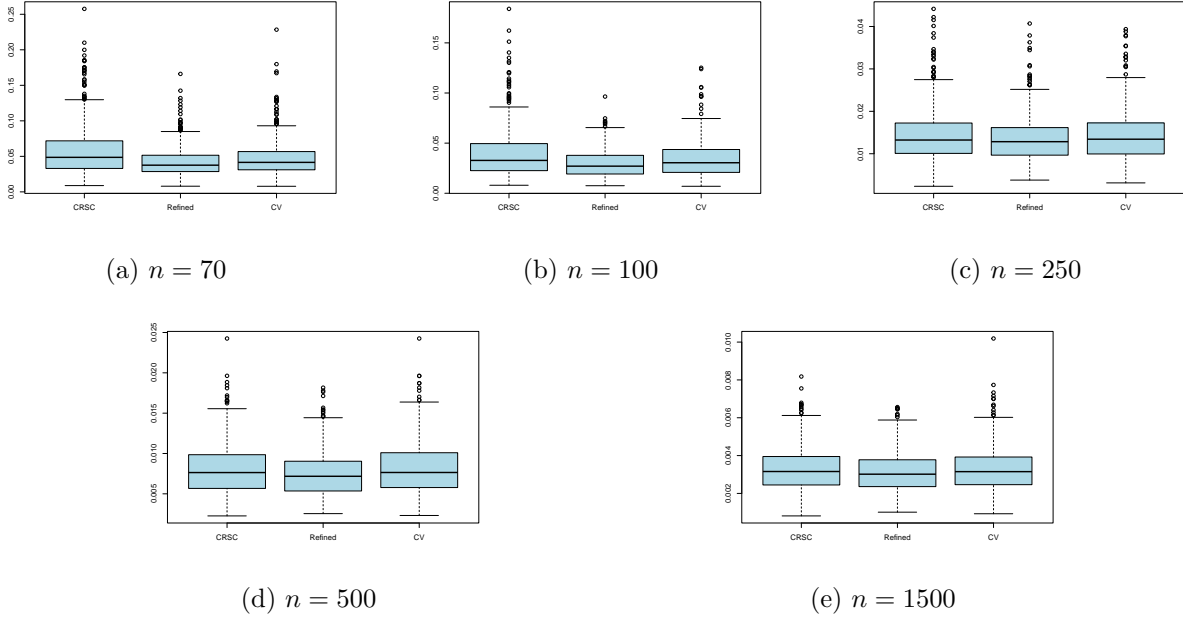 0.00
0.05
0.10
0.15
0.20
0.25
CRSC
Refined
CV
(a) n = 70
0.00
0.05
0.10
0.15
CRSC
Refined
CV
(b) n = 100
0.01
0.02
0.03
0.04
CRSC
Refined
CV
(c) n = 250
0.005
0.010
0.015
0.020
0.025
CRSC
Refined
CV
(d) n = 500
0.002
0.004
0.006
0.008
0.010
CRSC
Refined
CV
(e) n = 1500